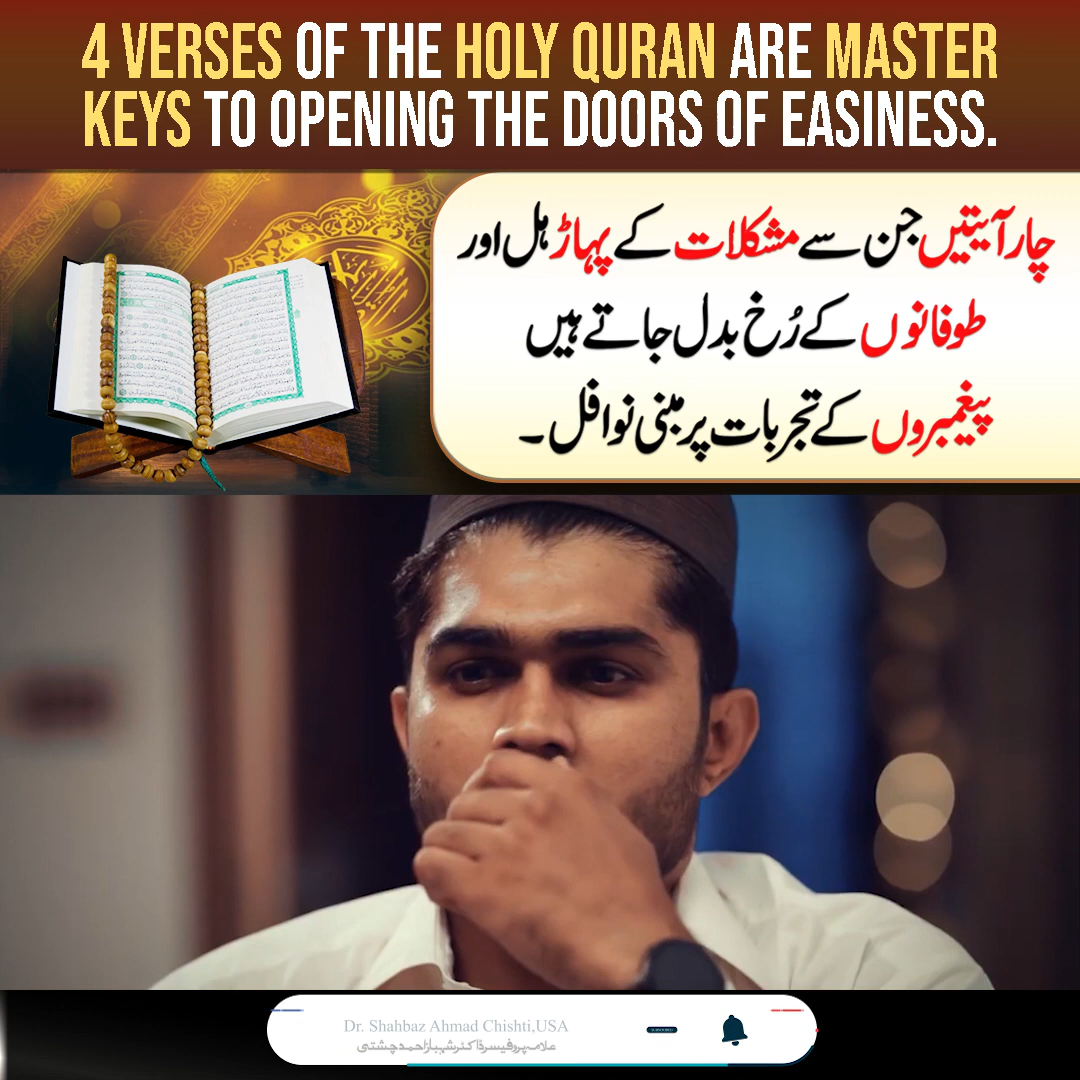 4 VERSES OF THE HOLY QURAN ARE MASTER
KEYS TO OPENING THE DOORS OF EASINESS.
چار آیتیں جن سے مشکلات کے پہاڑ ہل اور
طوفانوں کے رُخ بدل جاتے ہیں
پیغمبروں کے تجربات پر مبنی نوافل۔
Dr. Shahbaz Ahmad Chishti,USA
علامہ پروفیسر ڈاکٹر شہباز احمد چشتی